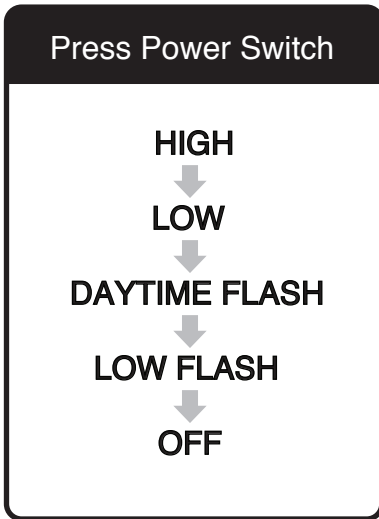 Press Power Switch
HIGH
LOW
DAYTIME FLASH
LOW FLASH
OFF